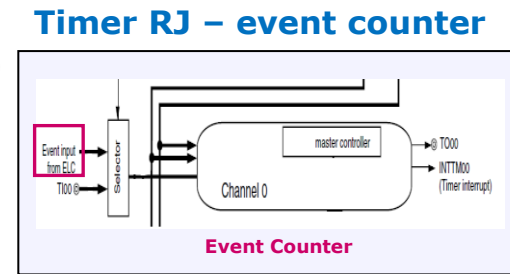 Timer RJ – event counter
master controller
Event input
from ELC
Selector
TI00
TO00
INTTM00
(Timer interrupt)
Channel 0
Event Counter